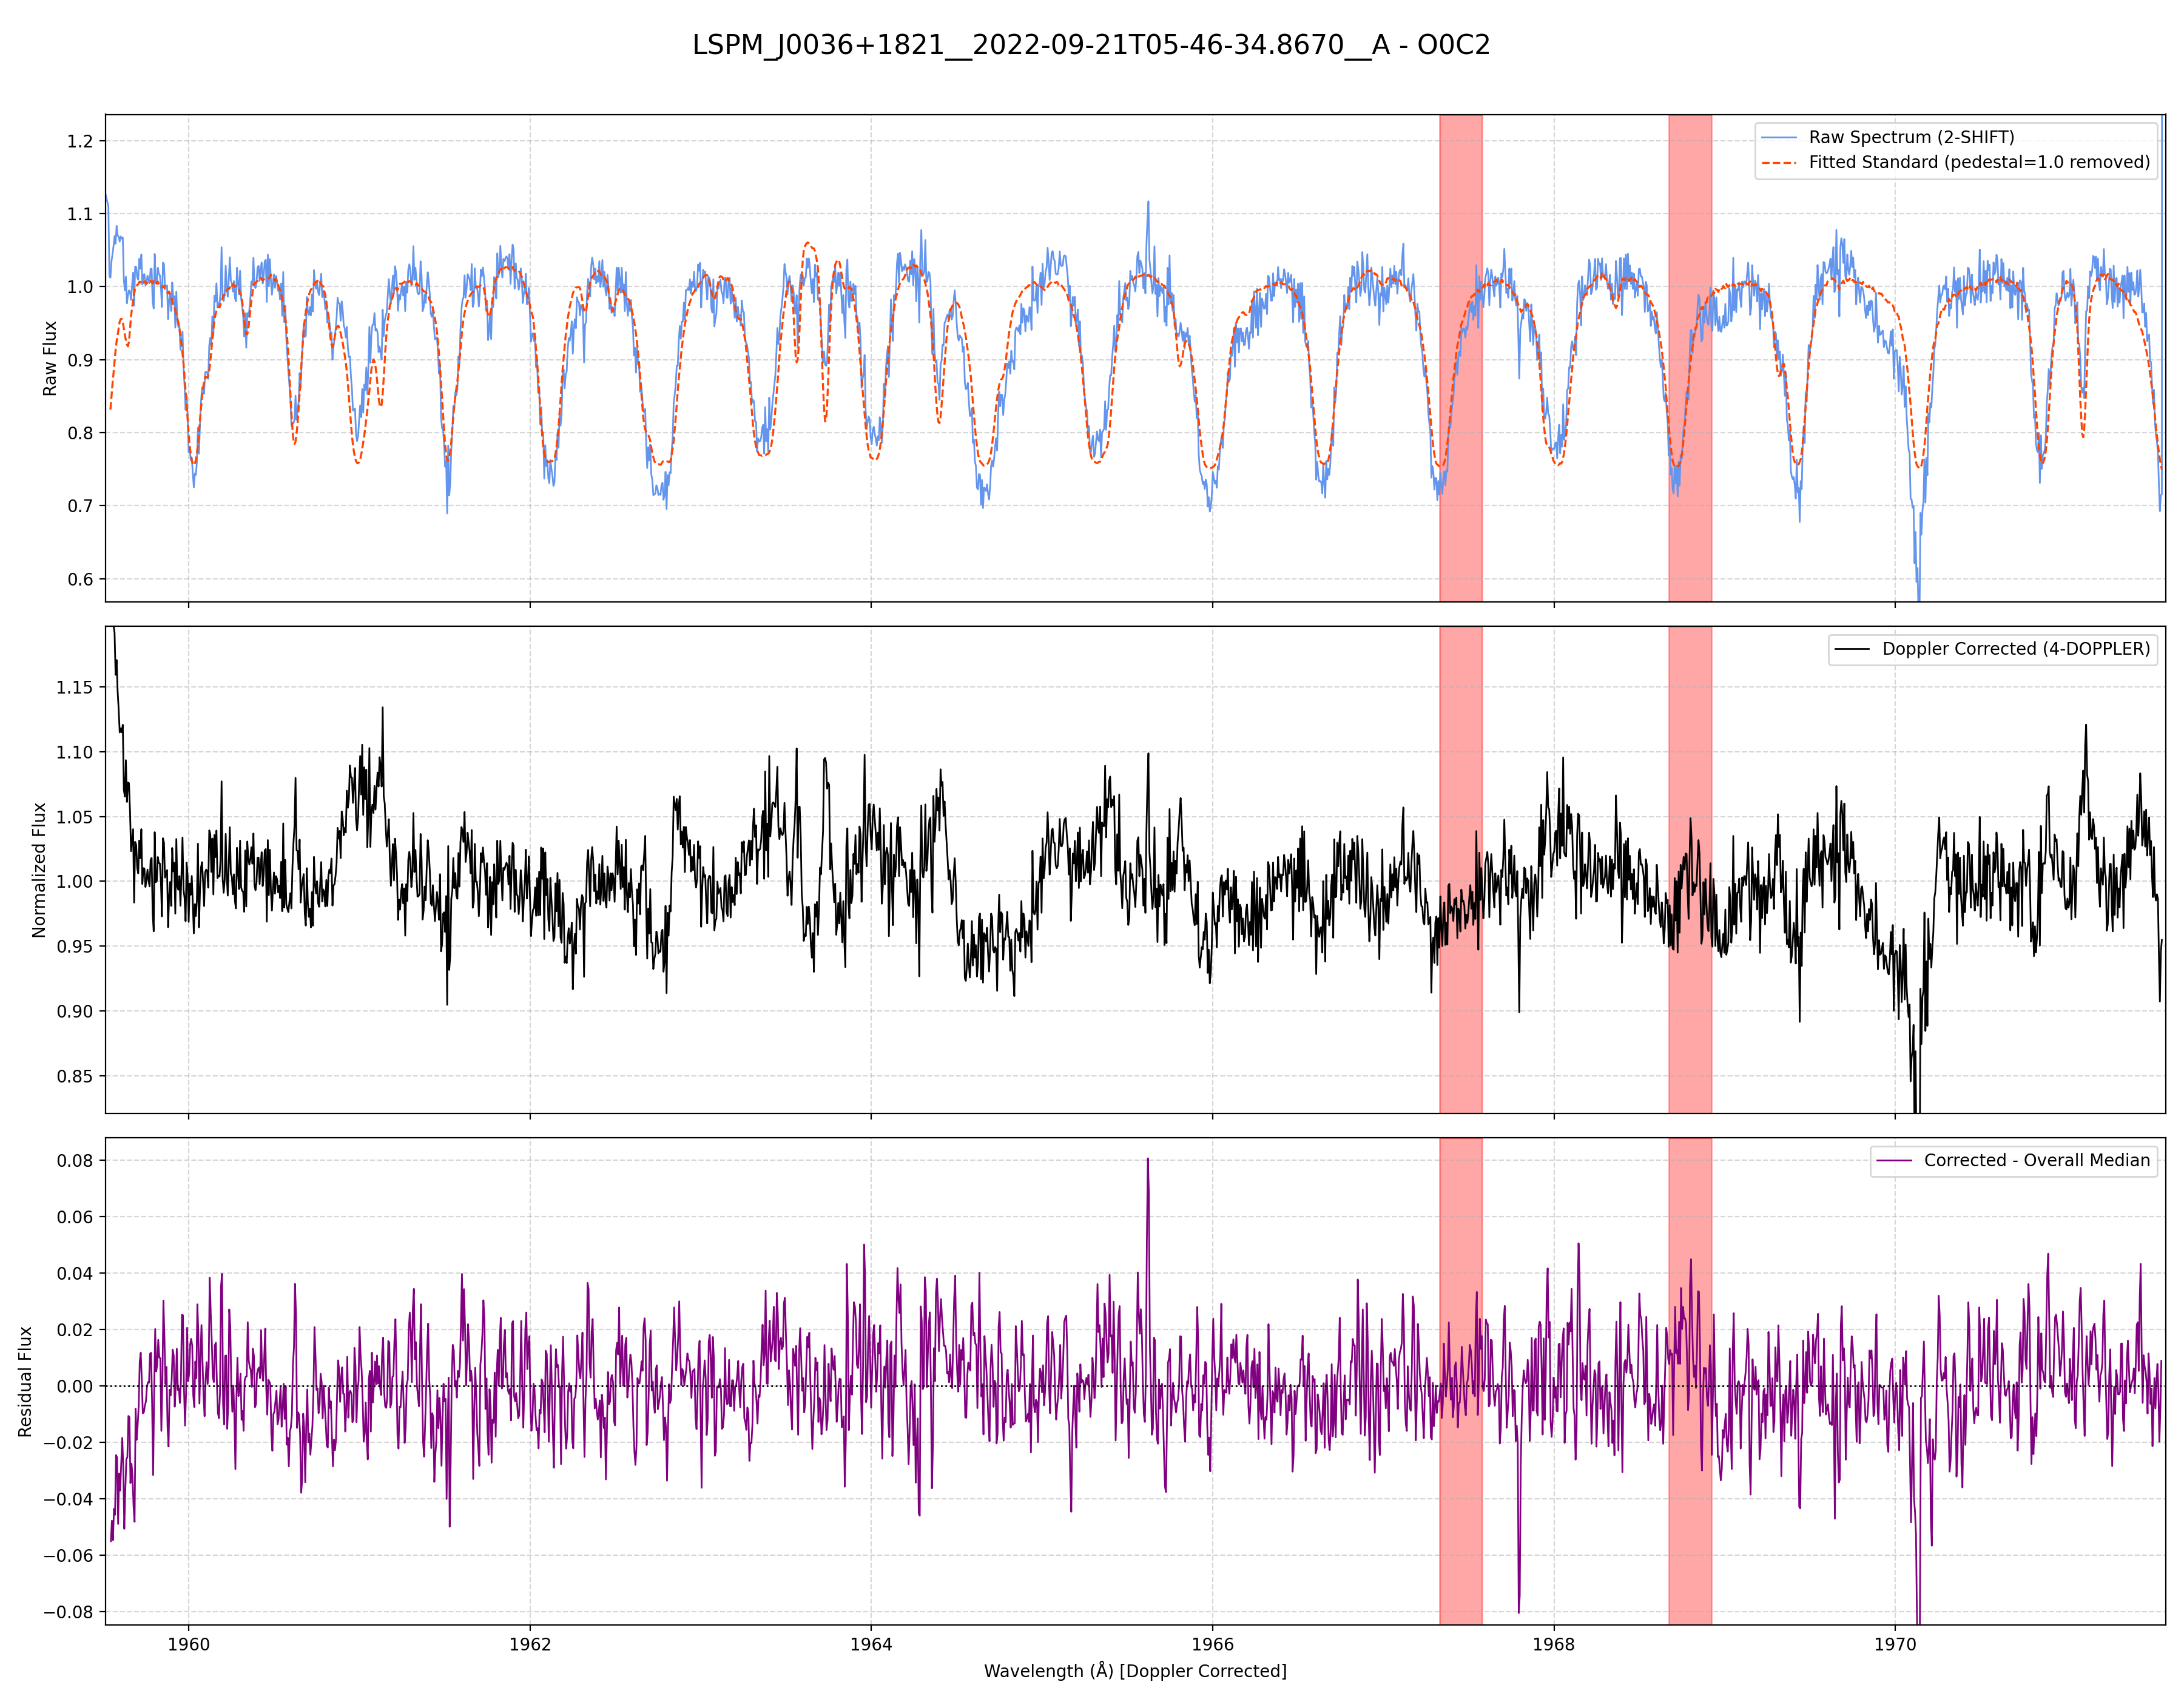 LSPM_J0036+1821__2022-09-21T05-46-34.8670__A - O0C2
Raw Flux
1.2
1.1
1.0
0.9
0.8
0.7
0.6
Raw Spectrum (2-SHIFT)
Fitted Standard (pedestal=1.0 removed)
Normalized Flux
1.15
1.10
1.05
1.00
0.95
0.90
0.85
Doppler Corrected (4-DOPPLER)
Residual Flux
0.08
0.06
0.04
0.02
0.00
−0.02
−0.04
−0.06
−0.08
Corrected - Overall Median
1960 1962 1964 1966 1968 1970
Wavelength (Å) [Doppler Corrected]